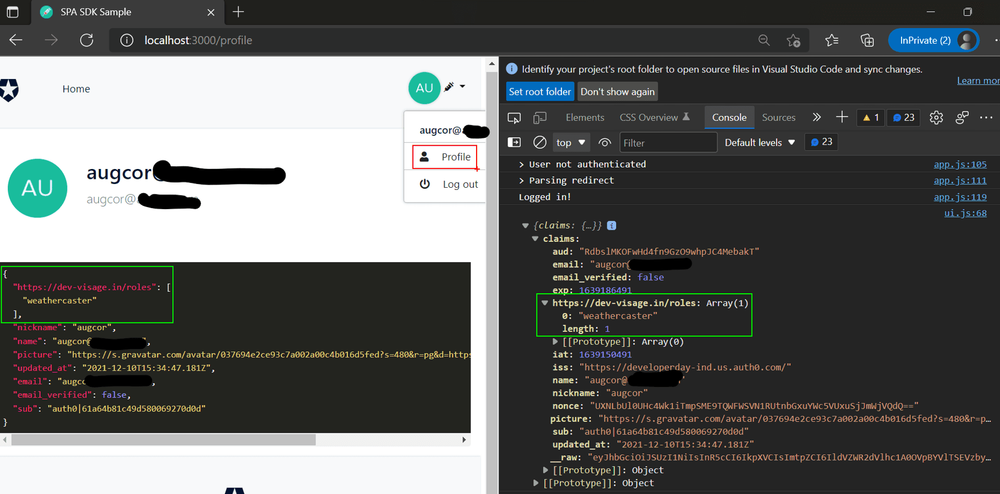 SPA SDK Sample
localhost:3000/profile
InPrivate (2)
Home
AU
augcor@
Profile
Log out
AU
augcor
augcor@
{
"https://dev-visage.in/roles": [
"weathercaster"
],
"nickname": "augcor",
"name": "augcor@",
"picture": "https://s.gravatar.com/avatar/037694e2ce93c7a002a00c4b016d5fed?s=480&r=pg&d=https
"updated_at": "2021-12-10T15:34:47.181Z",
"email": "augco ,
"email_verified": false,
"sub": "auth0|61a64b81c49d580069270d0d"
}
Identify your project's root folder to open source files in Visual Studio Code and sync changes.
Learn mor
Set root folder
Don't show again
Elements
CSS Overview
Console
Sources
1
23
top
Filter
Default levels
23
User not authenticated app.js:105
Parsing redirect app.js:111
Logged in! app.js:119
ui.js:68
{claims: {…}} i
claims:
aud: "RdbslMKOFwHd4fn9GzO9whpJC4MebakT"
email: "augcor@
email_verified: false
exp: 1639186491
https://dev-visage.in/roles: Array(1)
0: "weathercaster"
length: 1
[[Prototype]]: Array(0)
iat: 1639150491
iss: "https://developerday-ind.us.auth0.com/"
name: "augcor@ "
nickname: "augcor"
nonce: "UXNLbUl0UHc4Wk1iTmpSME9TQWFWSVN1RUtnbGxuYWc5VUxuSjJmWjVQdQ=="
picture: "https://s.gravatar.com/avatar/037694e2ce93c7a002a00c4b016d5fed?s=480&r=p…
sub: "auth0|61a64b81c49d580069270d0d"
updated_at: "2021-12-10T15:34:47.181Z"
__raw: "eyJhbGciOiJSUzI1NiIsInR5cCI6IkpXVCIsImtpZCI6IldVZWR2dVlhc1A0OVpBYVlTSEVzby…
[[Prototype]]: Object
[[Prototype]]: Object